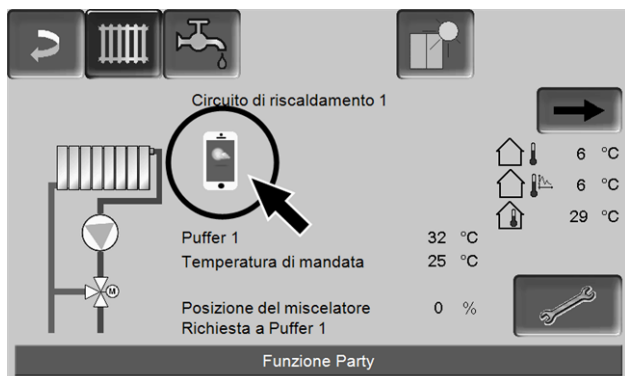 Circuito di riscaldamento 1
6 °C
6 °C
29 °C
Puffer 1 32 °C
Temperatura di mandata 25 °C
M
Posizione del miscelatore 0 %
Richiesta a Puffer 1
Funzione Party